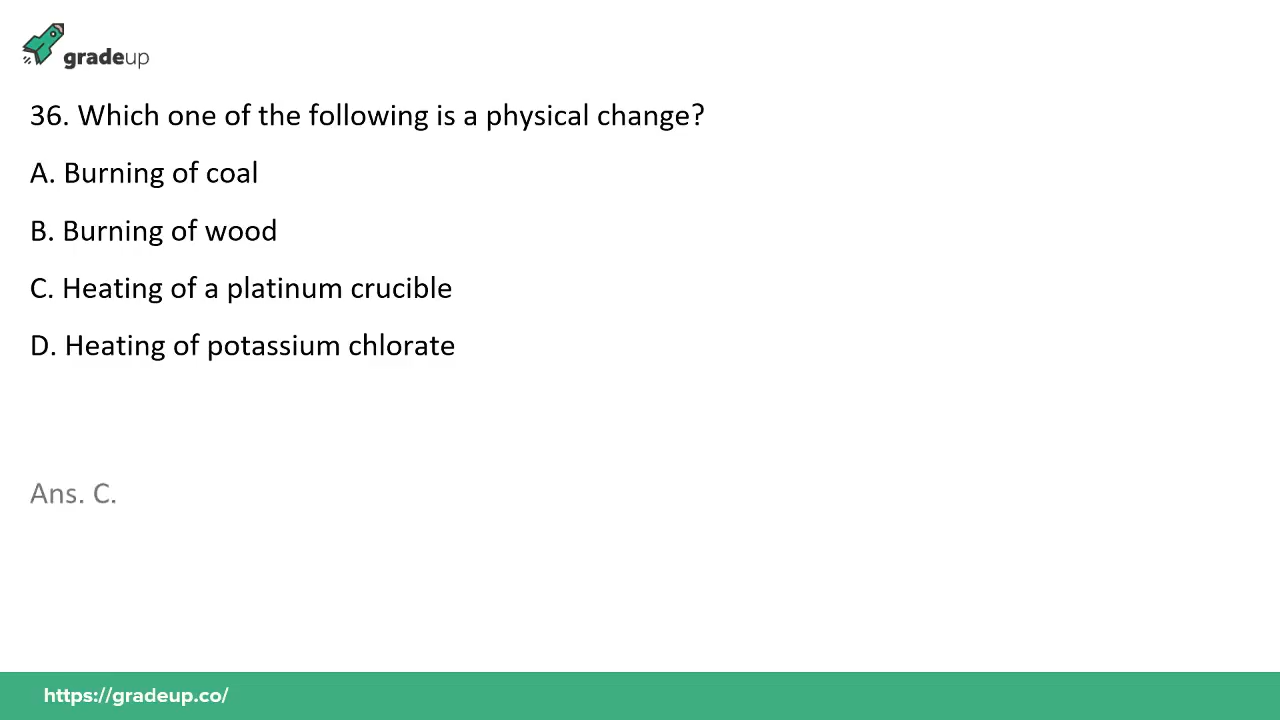 gradeup
36. Which one of the following is a physical change?
A. Burning of coal
B. Burning of wood
C. Heating of a platinum crucible
D. Heating of potassium chlorate
Ans. C.
https://gradeup.co/